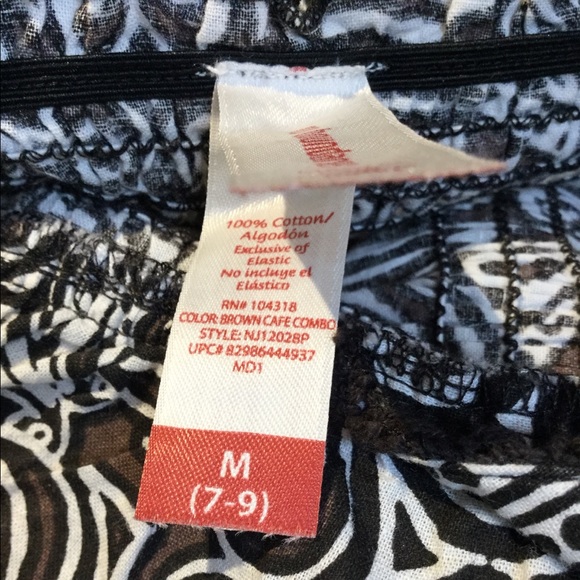 100% Cotton/
Algodón
Exclusive of
Elastic
No incluye el
Elástico
RN# 104318
COLOR: BROWN CAFE COMBO
STYLE: NJ12028P
UPC# 82986444937
MD1
M
(7-9)